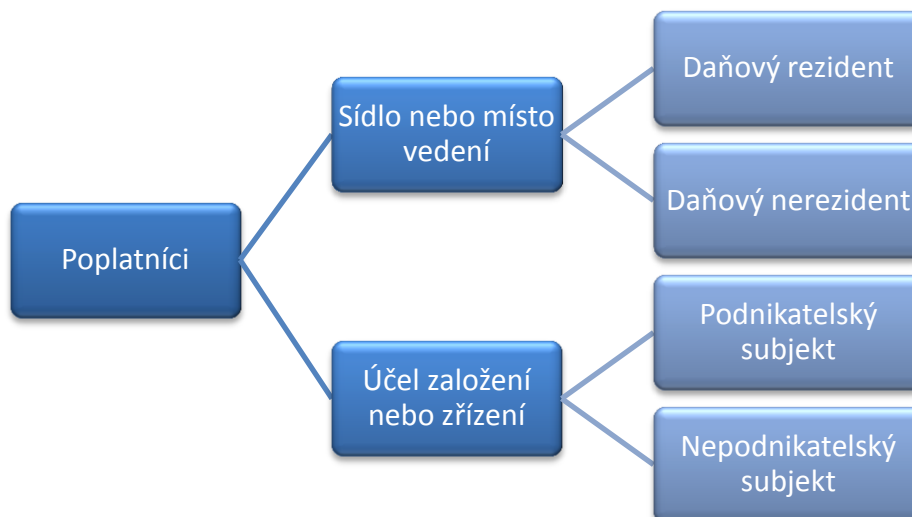 Poplatníci
Sídlo nebo místo
vedení
Daňový rezident
Daňový nerezident
Účel založení
nebo zřízení
Podnikatelský
subjekt
Nepodnikatelský
subjekt